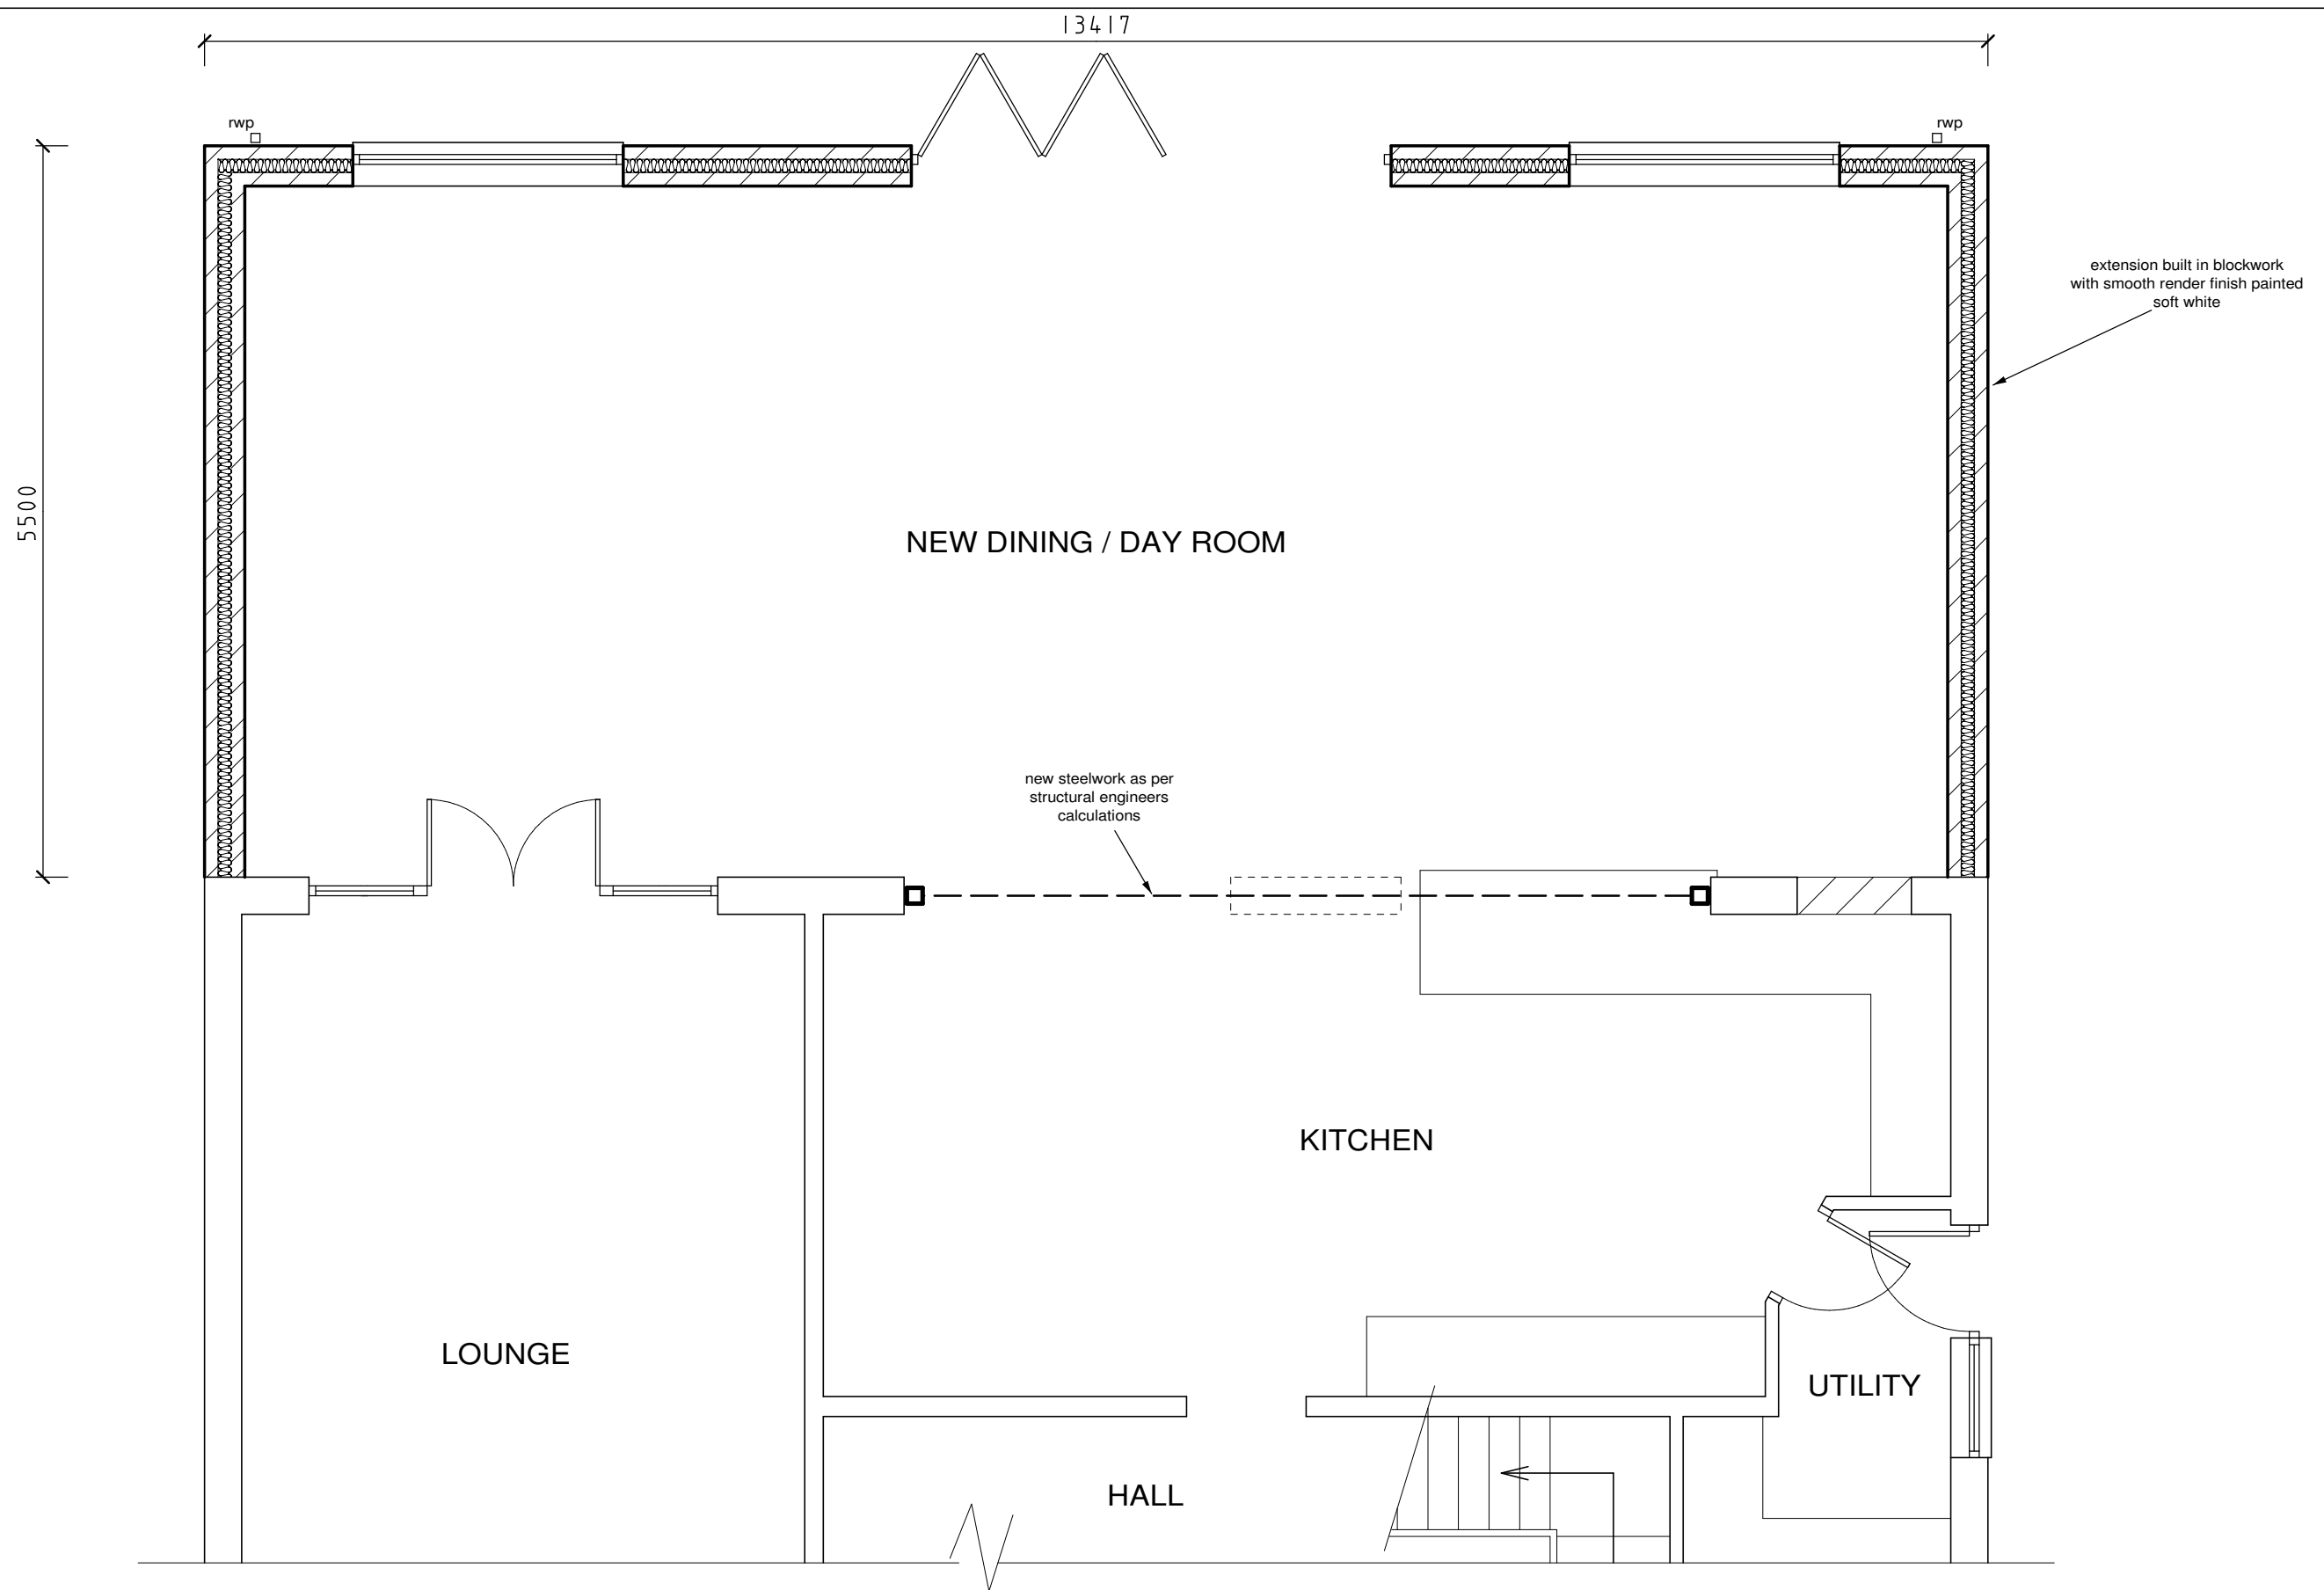 13417
rwp
rwp
extension built in blockwork
with smooth render finish painted
soft white
5500
NEW DINING / DAY ROOM
new steelwork as per
structural engineers
calculations
KITCHEN
LOUNGE
UTILITY
HALL